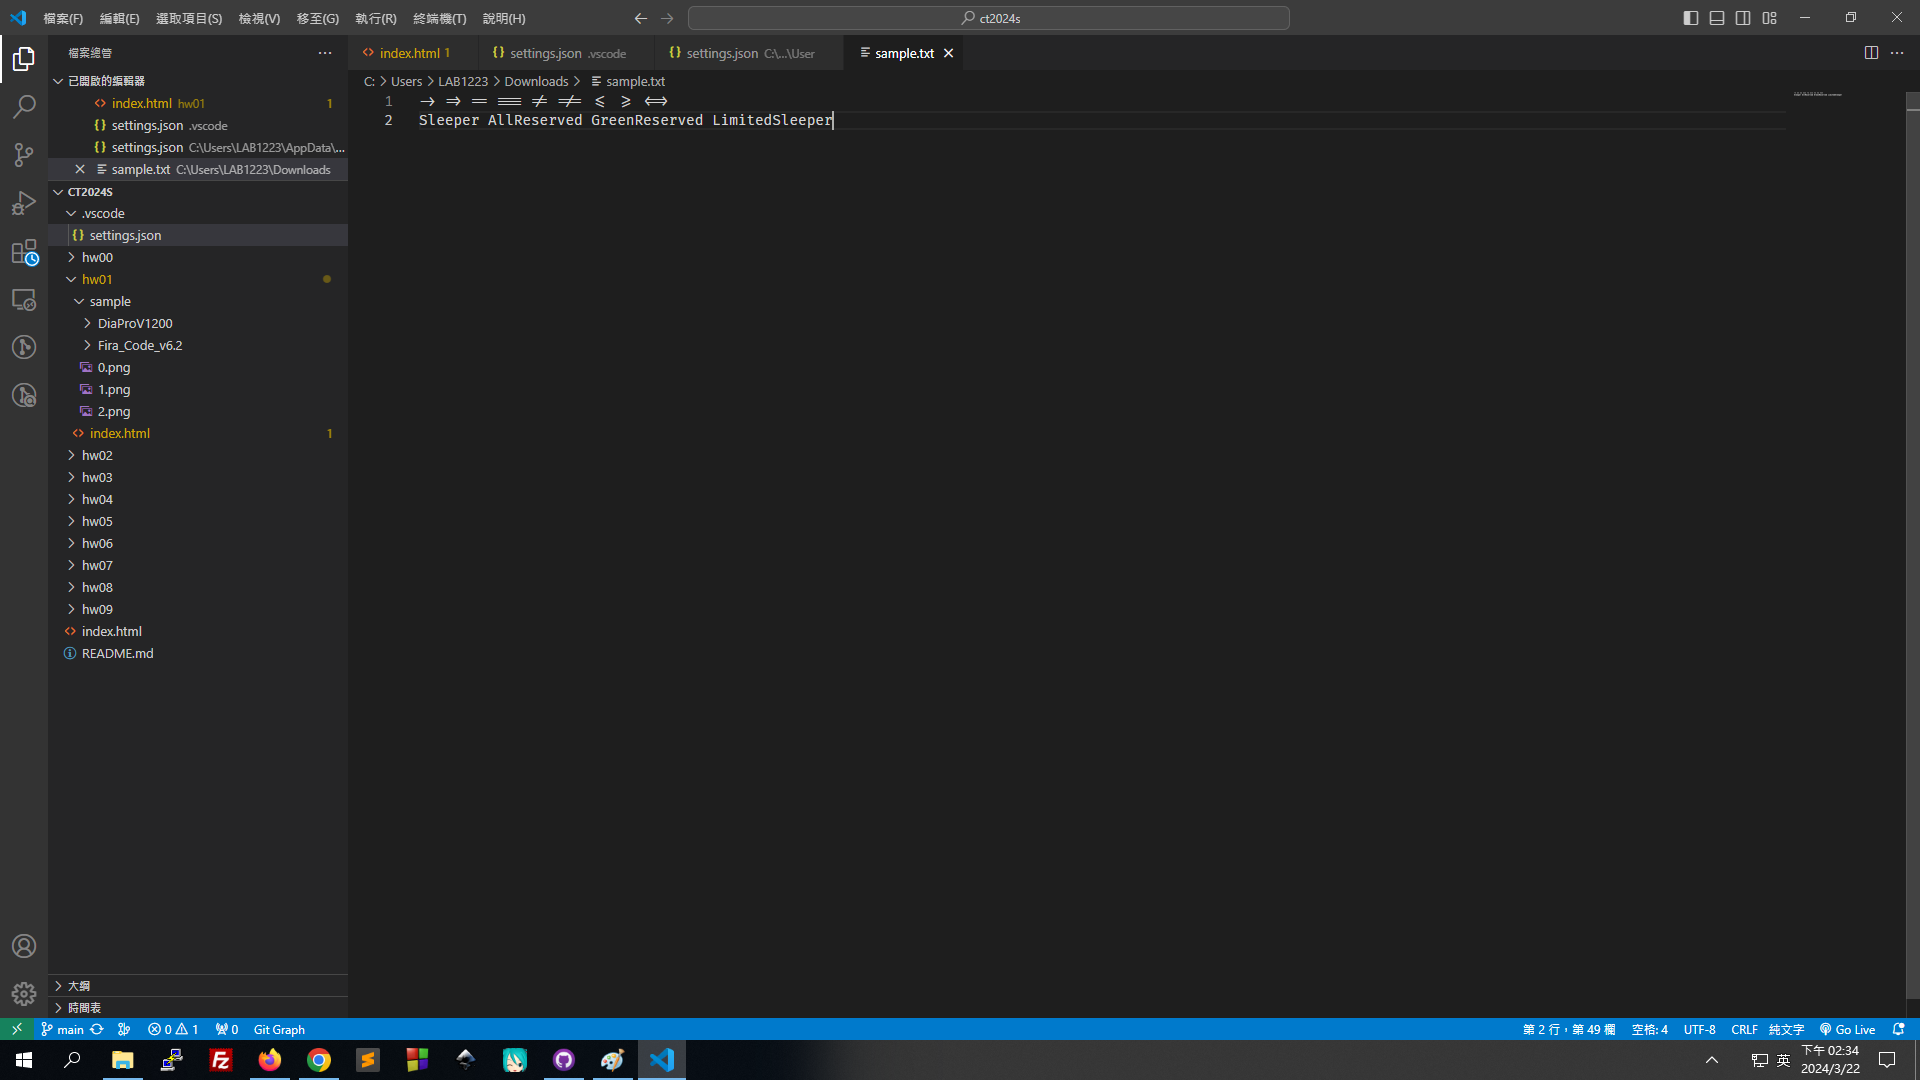 檔案(F) 編輯(E) 選取項目(S) 檢視(V) 移至(G) 執行(R) 終端機(T) 說明(H)
ct2024s
檔案總管
已開啟的編輯器
index.html hw01 1
settings.json .vscode
settings.json C:\Users\LAB1223\AppData\...
sample.txt C:\Users\LAB1223\Downloads
CT2024S
.vscode
settings.json
hw00
hw01
sample
DiaProV1200
Fira_Code_v6.2
0.png
1.png
2.png
index.html 1
hw02
hw03
hw04
hw05
hw06
hw07
hw08
hw09
index.html
README.md
大綱
時間表
index.html 1
settings.json .vscode
settings.json C:\...\User
sample.txt
C: > Users > LAB1223 > Downloads > sample.txt
1 -> => == === != !== <= >= <=>
2 Sleeper AllReserved GreenReserved LimitedSleeper
main 0 1 0 Git Graph
第 2 行，第 49 欄 空格: 4 UTF-8 CRLF 純文字 Go Live
英
下午 02:34
2024/3/22